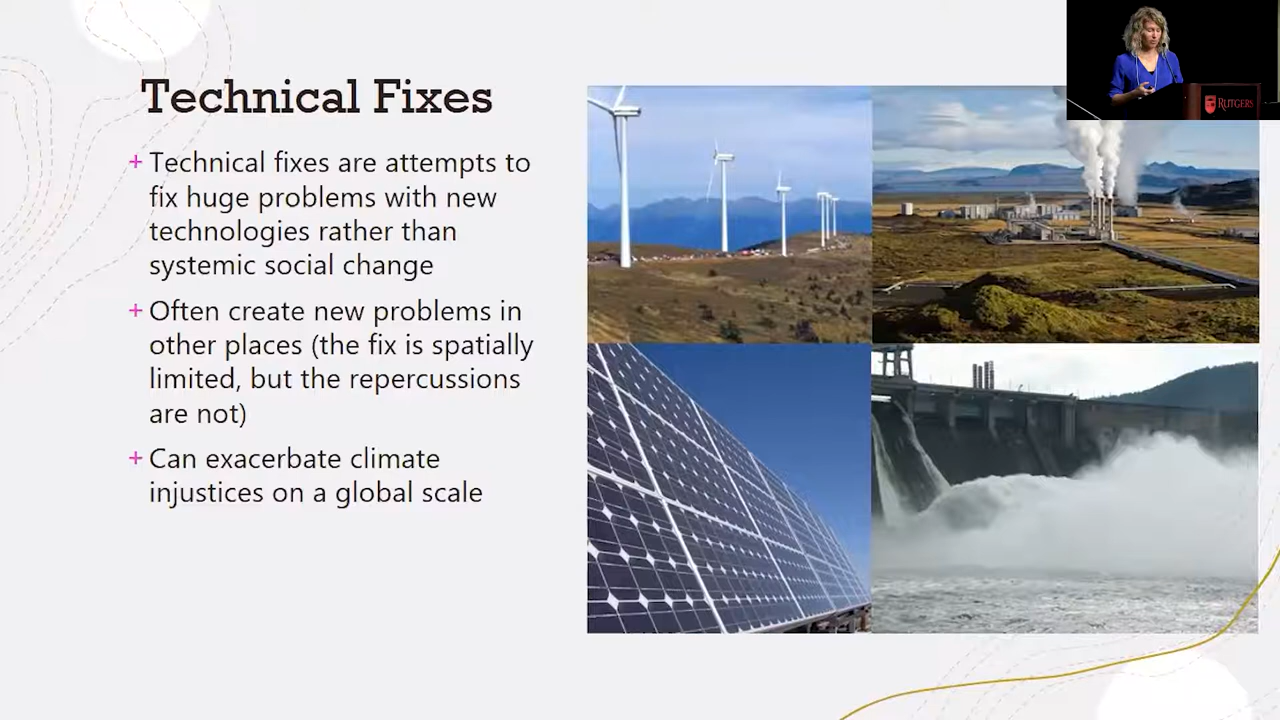 Technical Fixes
+ Technical fixes are attempts to
fix huge problems with new
technologies rather than
systemic social change
+ Often create new problems in
other places (the fix is spatially
limited, but the repercussions
are not)
+ Can exacerbate climate
injustices on a global scale
RUTGERS